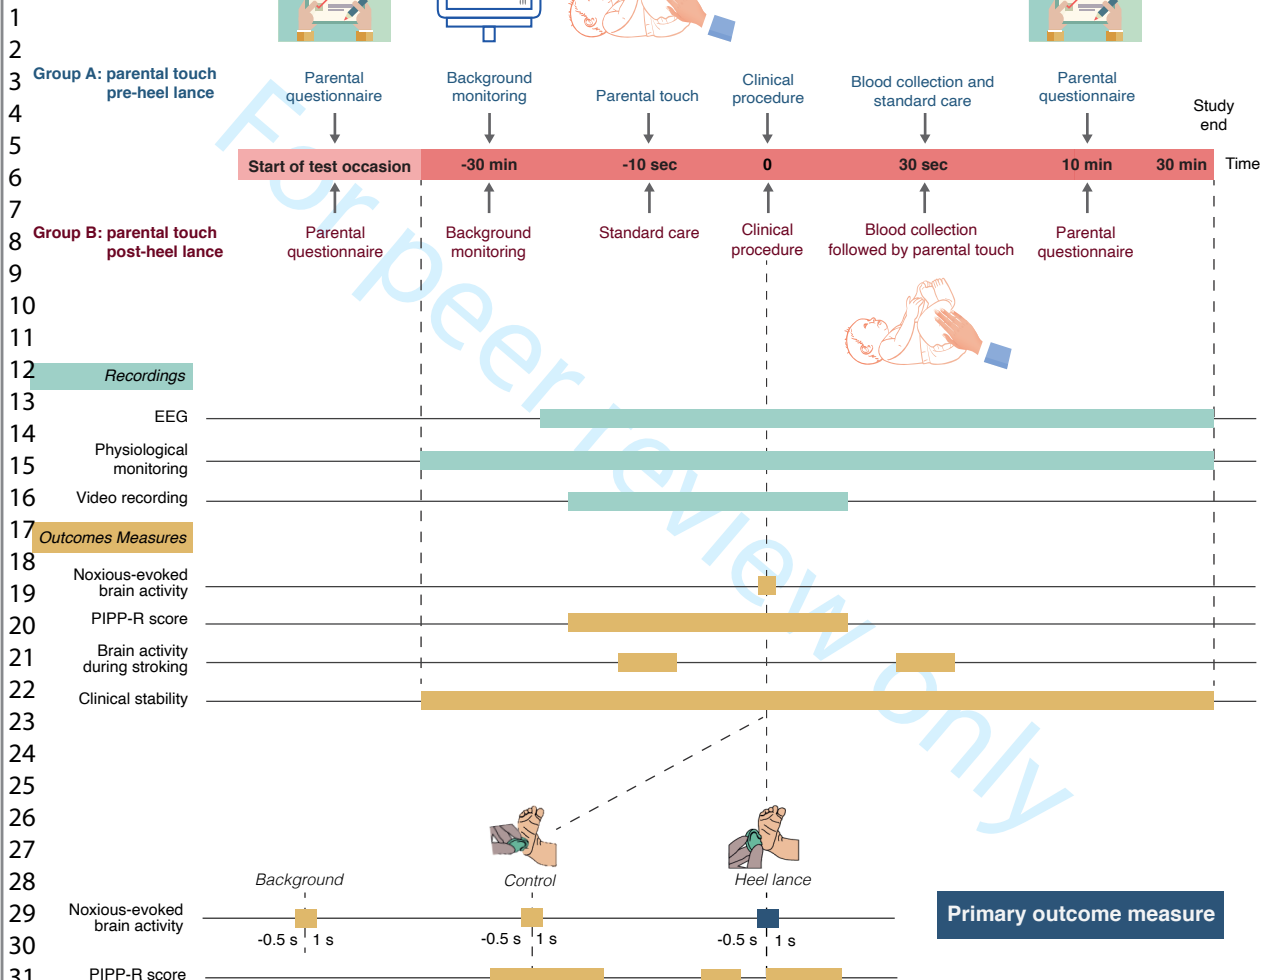 1
2
3
4
5
6
7
8
9
10
11
12
13
14
15
16
17
18
19
20
21
22
23
24
25
26
27
28
29
30
31
For peer review only
Group A: parental touch
pre-heel lance
Parental
questionnaire
Background
monitoring
Parental touch
Clinical
procedure
Blood collection and
standard care
Parental
questionnaire
Study
end
Start of test occasion
-30 min
-10 sec
0
30 sec
10 min
30 min
Time
Group B: parental touch
post-heel lance
Parental
questionnaire
Background
monitoring
Standard care
Clinical
procedure
Blood collection
followed by parental touch
Parental
questionnaire
Recordings
EEG
Physiological
monitoring
Video recording
Outcomes Measures
Noxious-evoked
brain activity
PIPP-R score
Brain activity
during stroking
Clinical stability
Background
Control
Heel lance
Noxious-evoked
brain activity
-0.5 s 1 s
-0.5 s 1 s
-0.5 s 1 s
Primary outcome measure
PIPP-R score